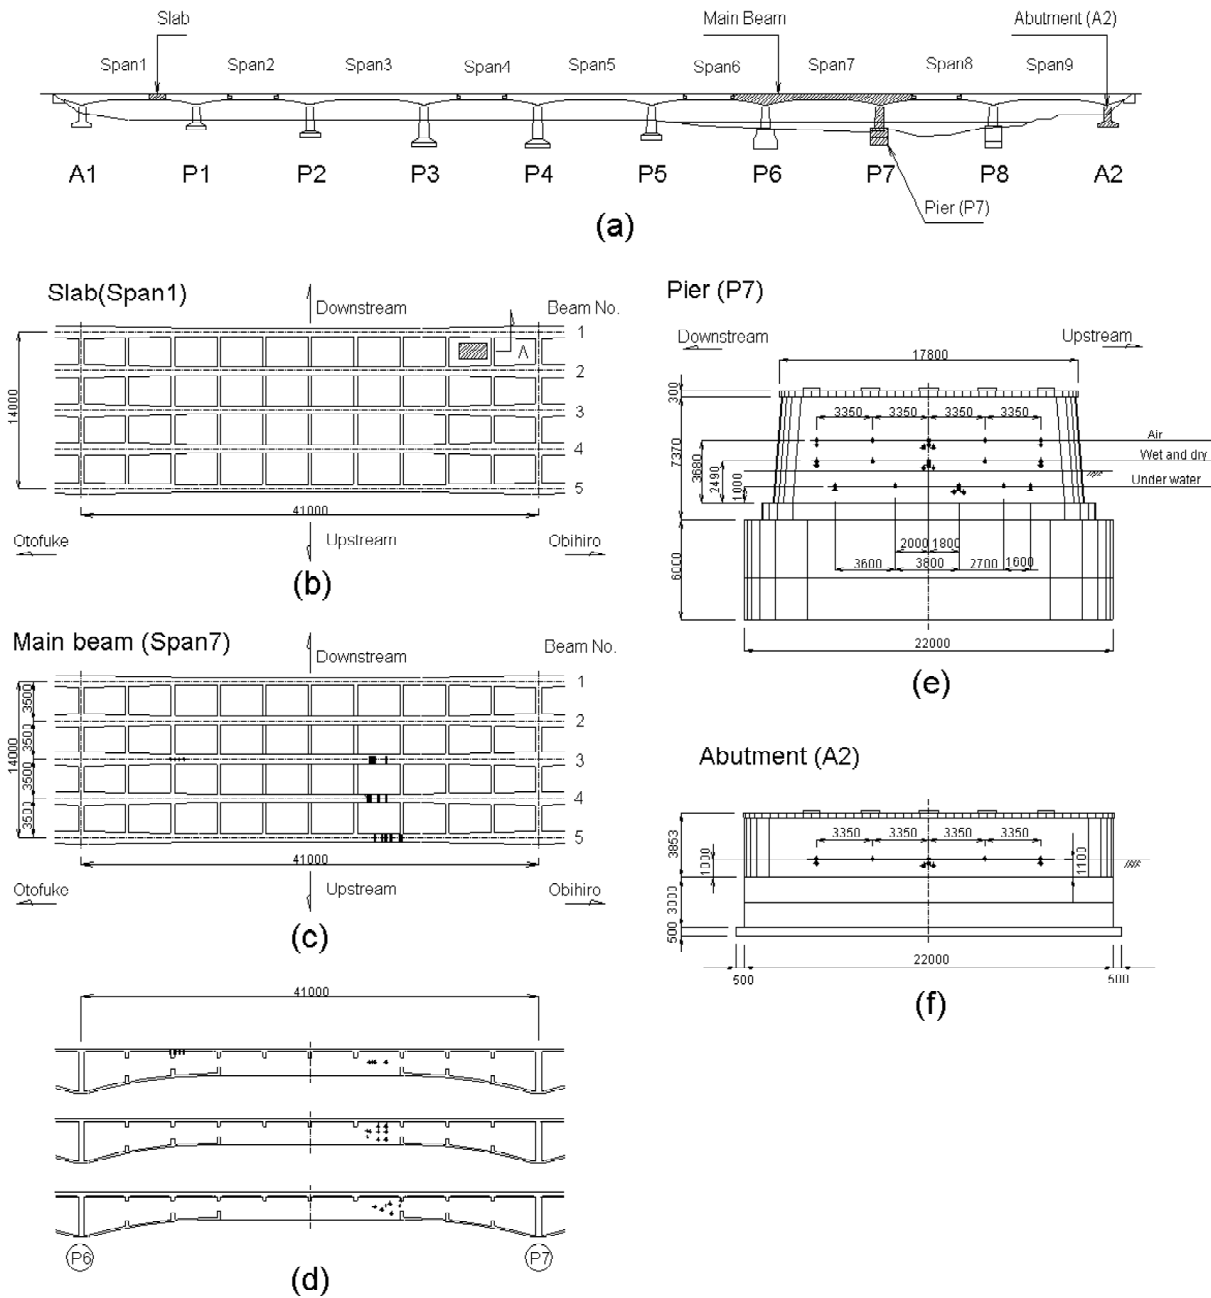 Slab
Main Beam
Abutment (A2)
Span1
Span2
Span3
Span4
Span5
Span6
Span7
Span8
Span9
A1
P1
P2
P3
P4
P5
P6
P7
P8
A2
Pier (P7)
(a)
Slab(Span1)
Downstream
Beam No.
A
1
2
3
4
5
14000
41000
Otofuke
Upstream
Obihiro
(b)
Main beam (Span7)
Downstream
Beam No.
1
2
3
4
5
14000
3500
3500
3500
3500
41000
Otofuke
Upstream
Obihiro
(c)
41000
P6
P7
(d)
Pier (P7)
Downstream
Upstream
17800
300
7370
3680
2490
1000
6000
3350
3350
3350
3350
Air
Wet and dry
Under water
2000
1800
3600
3800
2700
1600
22000
(e)
Abutment (A2)
3350
3350
3350
3350
3853
1000
1100
3000
500
22000
500
500
(f)